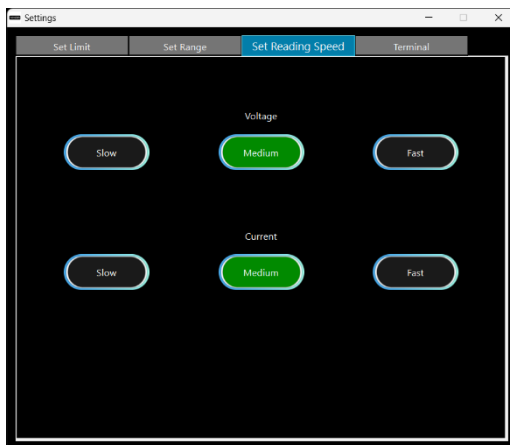 Settings
Set Limit Set Range Set Reading Speed Terminal
Voltage
Slow Medium Fast
Current
Slow Medium Fast